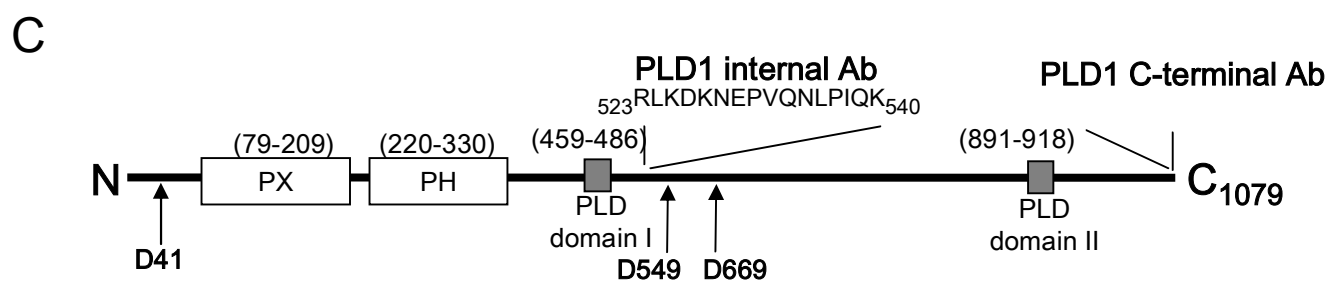 C
PLD1 internal Ab
PLD1 C-terminal Ab
523RLKDKNEPVQNLPIQK540
(79-209)
(220-330)
(459-486)
(891-918)
N
PX
PH
C1079
PLD
domain I
PLD
domain II
D41
D549
D669